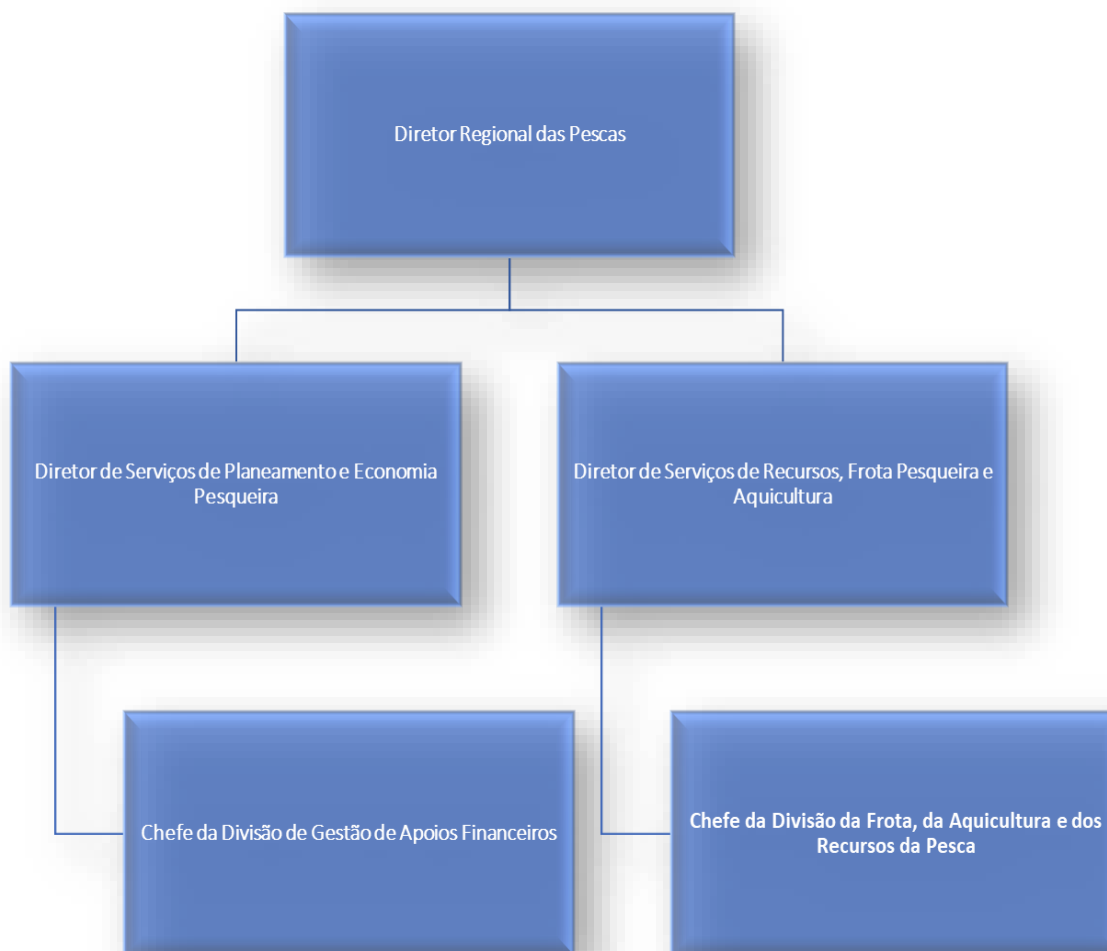 Diretor Regional das Pescas
Diretor de Serviços de Planeamento e Economia
Pesqueira
Diretor de Serviços de Recursos, Frota Pesqueira e
Aquicultura
Chefe da Divisão de Gestão de Apoios Financeiros
Chefe da Divisão da Frota, da Aquicultura e dos
Recursos da Pesca